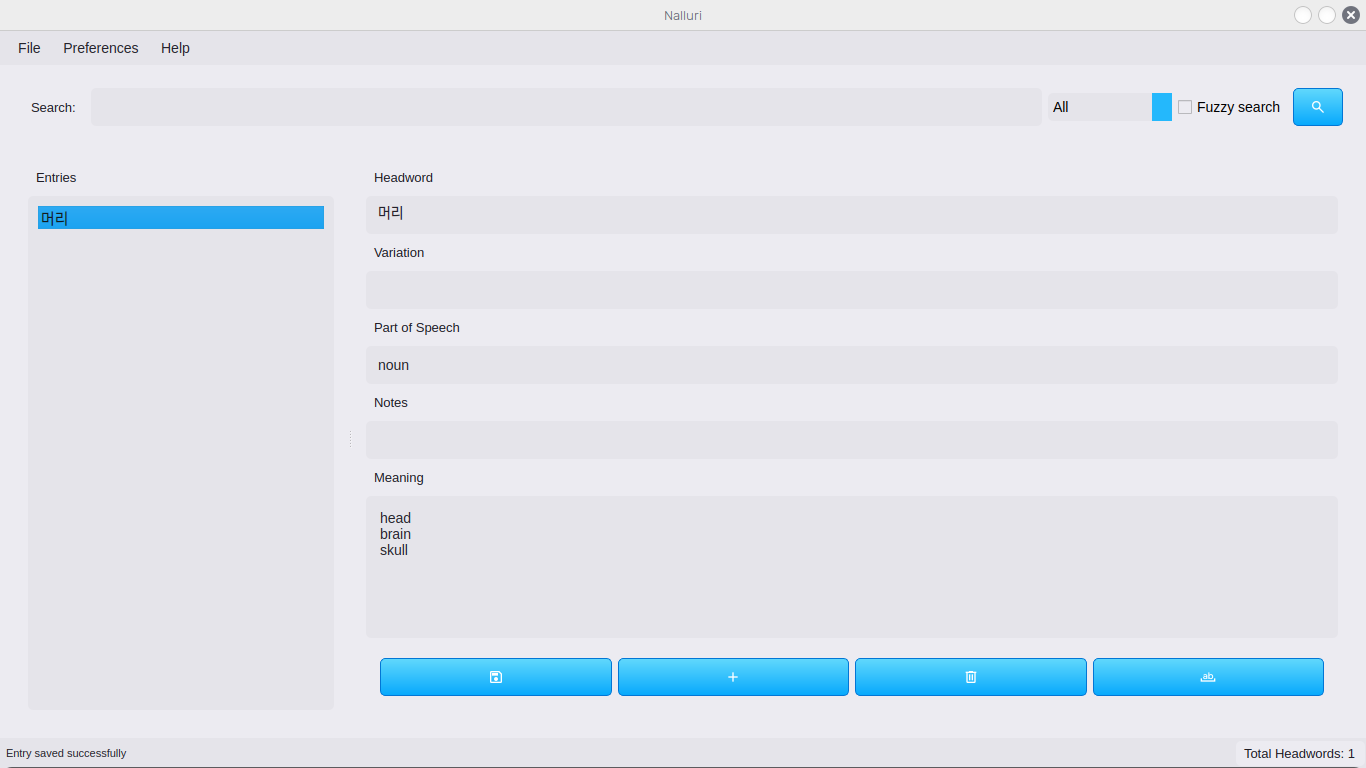 Nalluri
File Preferences Help
Search: All Fuzzy search
Entries
머리
Headword
머리
Variation
Part of Speech
noun
Notes
Meaning
head
brain
skull
ab
Entry saved successfully Total Headwords: 1